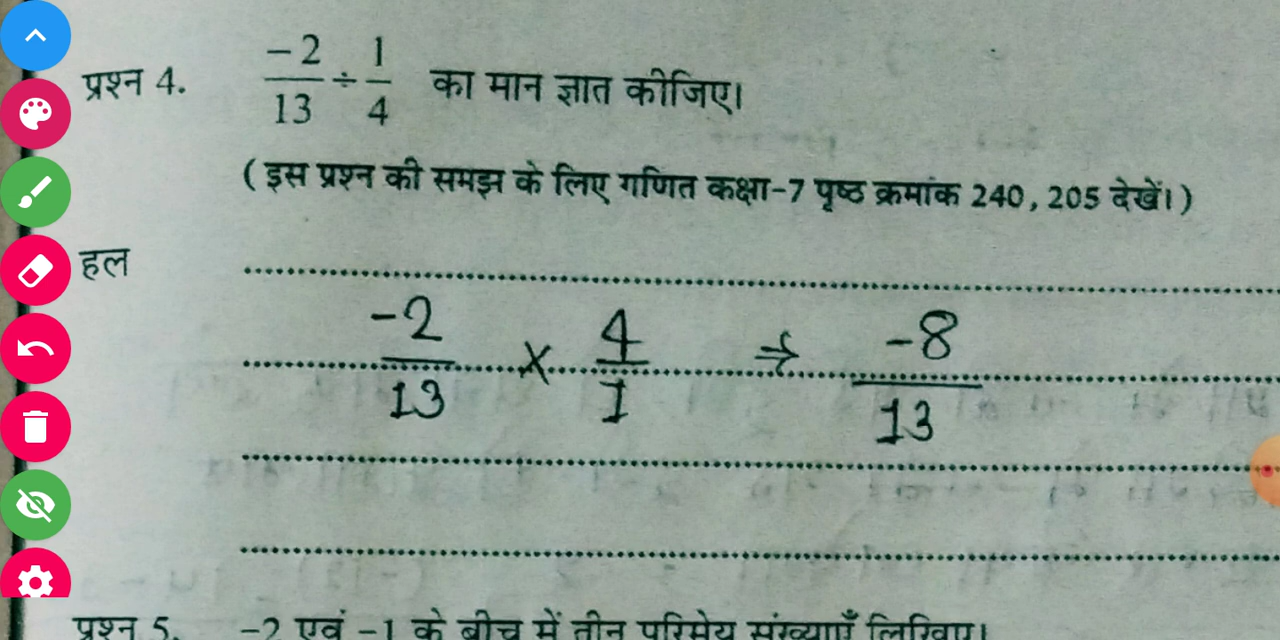 प्रश्न 4. -2/13 ÷ 1/4 का मान ज्ञात कीजिए।
( इस प्रश्न की समझ के लिए गणित कक्षा-7 पृष्ठ क्रमांक 240, 205 देखें। )
हल
-2/13 × 4/1 ⇒ -8/13
प्रश्न 5. -2 एवं -1 के बीच में तीन परिमेय संख्याएँ लिखिए।